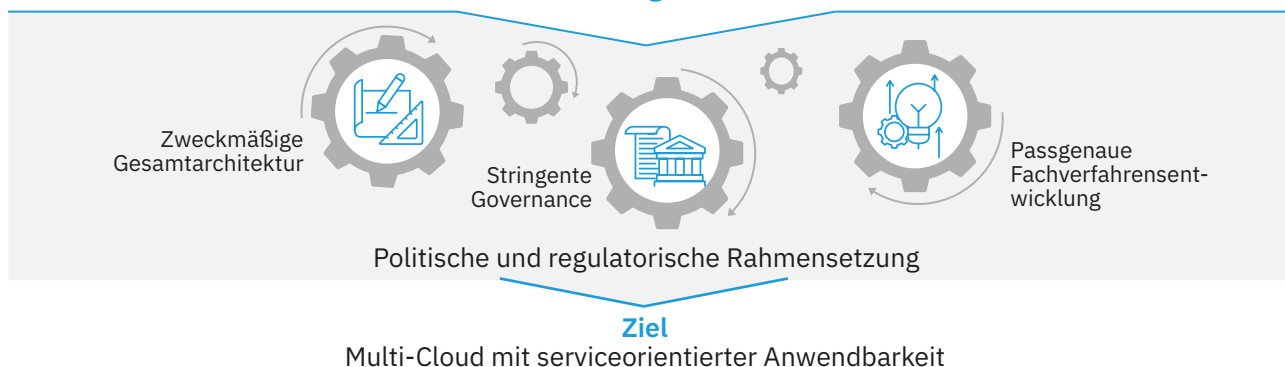 Zweckmäßige
Gesamtarchitektur
Stringente
Governance
Passgenaue
Fachverfahrensent-
wicklung
Politische und regulatorische Rahmensetzung
Ziel
Multi-Cloud mit serviceorientierter Anwendbarkeit